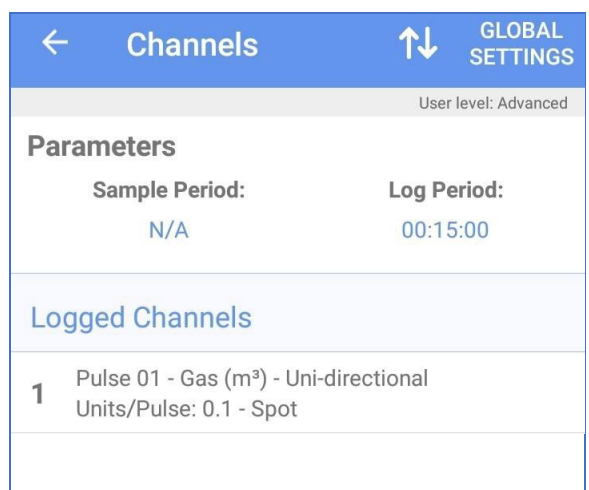 Channels
GLOBAL
SETTINGS
User level: Advanced
Parameters
Sample Period:
Log Period:
N/A
00:15:00
Logged Channels
1
Pulse 01 - Gas (m³) - Uni-directional
Units/Pulse: 0.1 - Spot